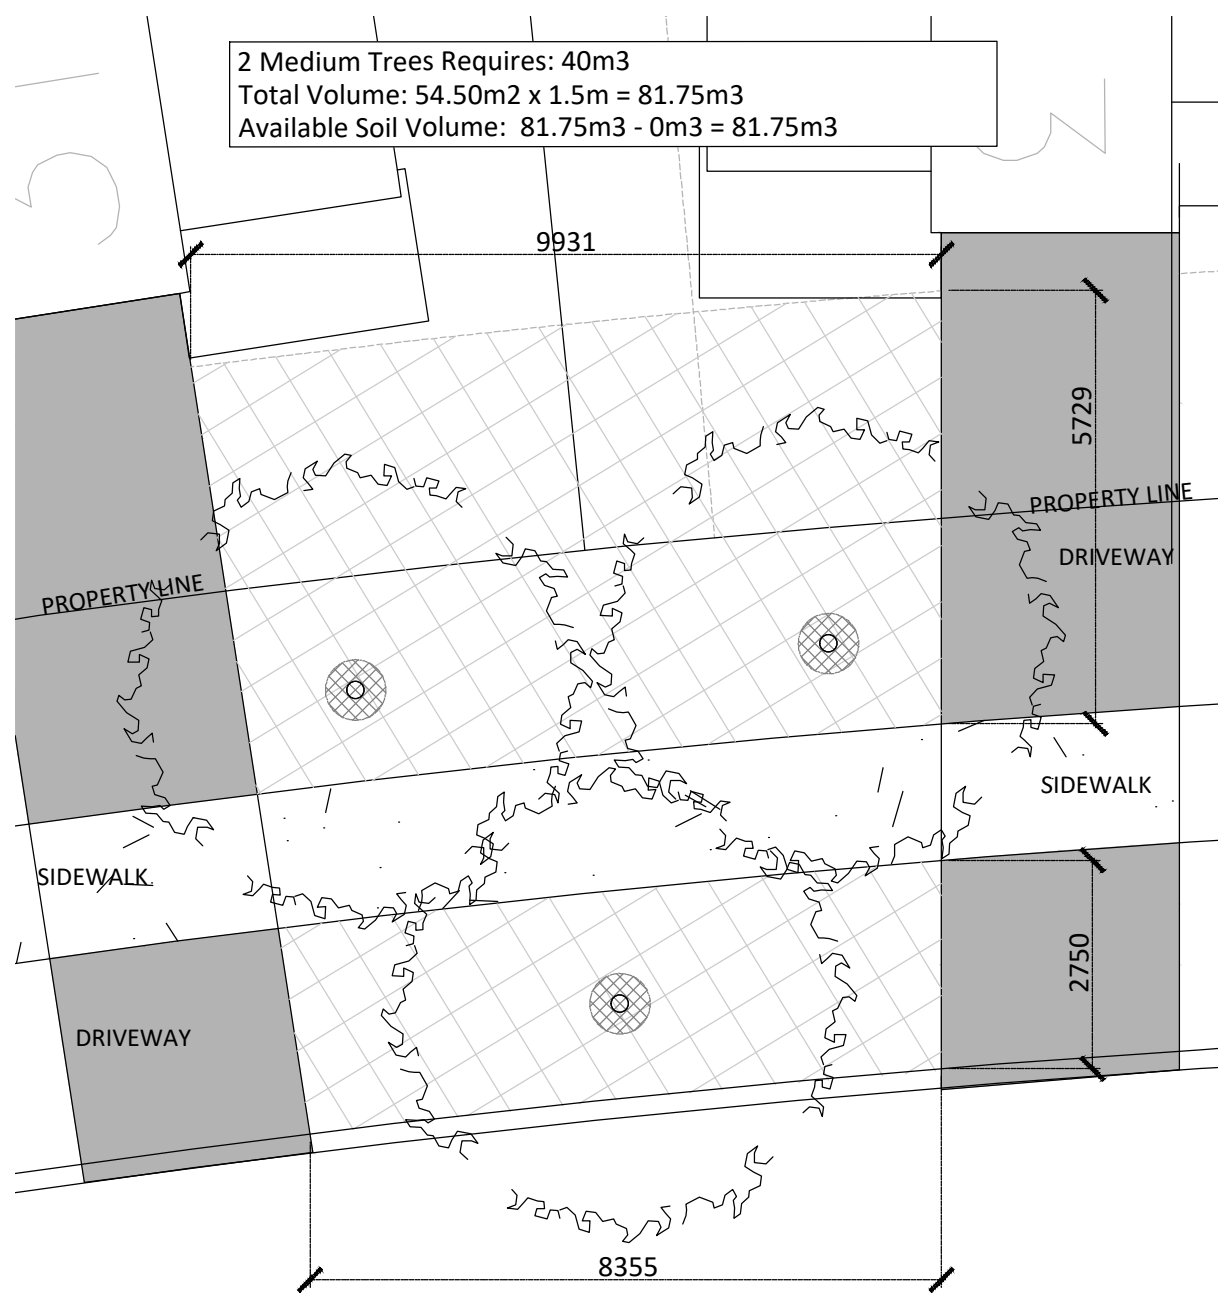 2 Medium Trees Requires: 40m3
Total Volume: 54.50m2 x 1.5m = 81.75m3
Available Soil Volume: 81.75m3 - 0m3 = 81.75m3
9931
5729
PROPERTY LINE
DRIVEWAY
PROPERTY LINE
SIDEWALK
SIDEWALK
2750
DRIVEWAY
8355